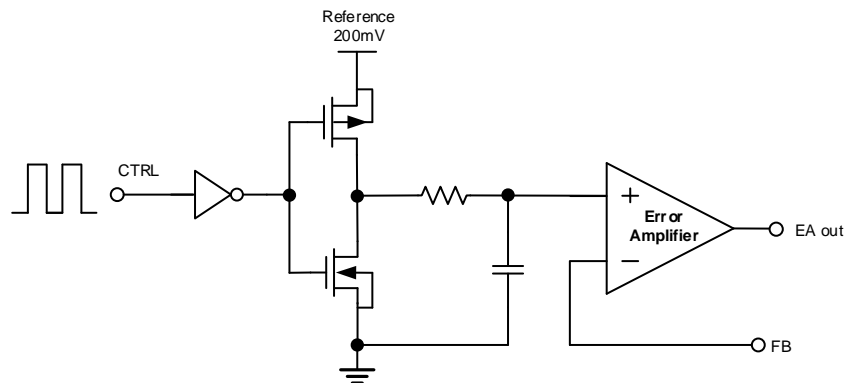 Reference
200mV
CTRL
+
Error
Amplifier
−
EA out
FB